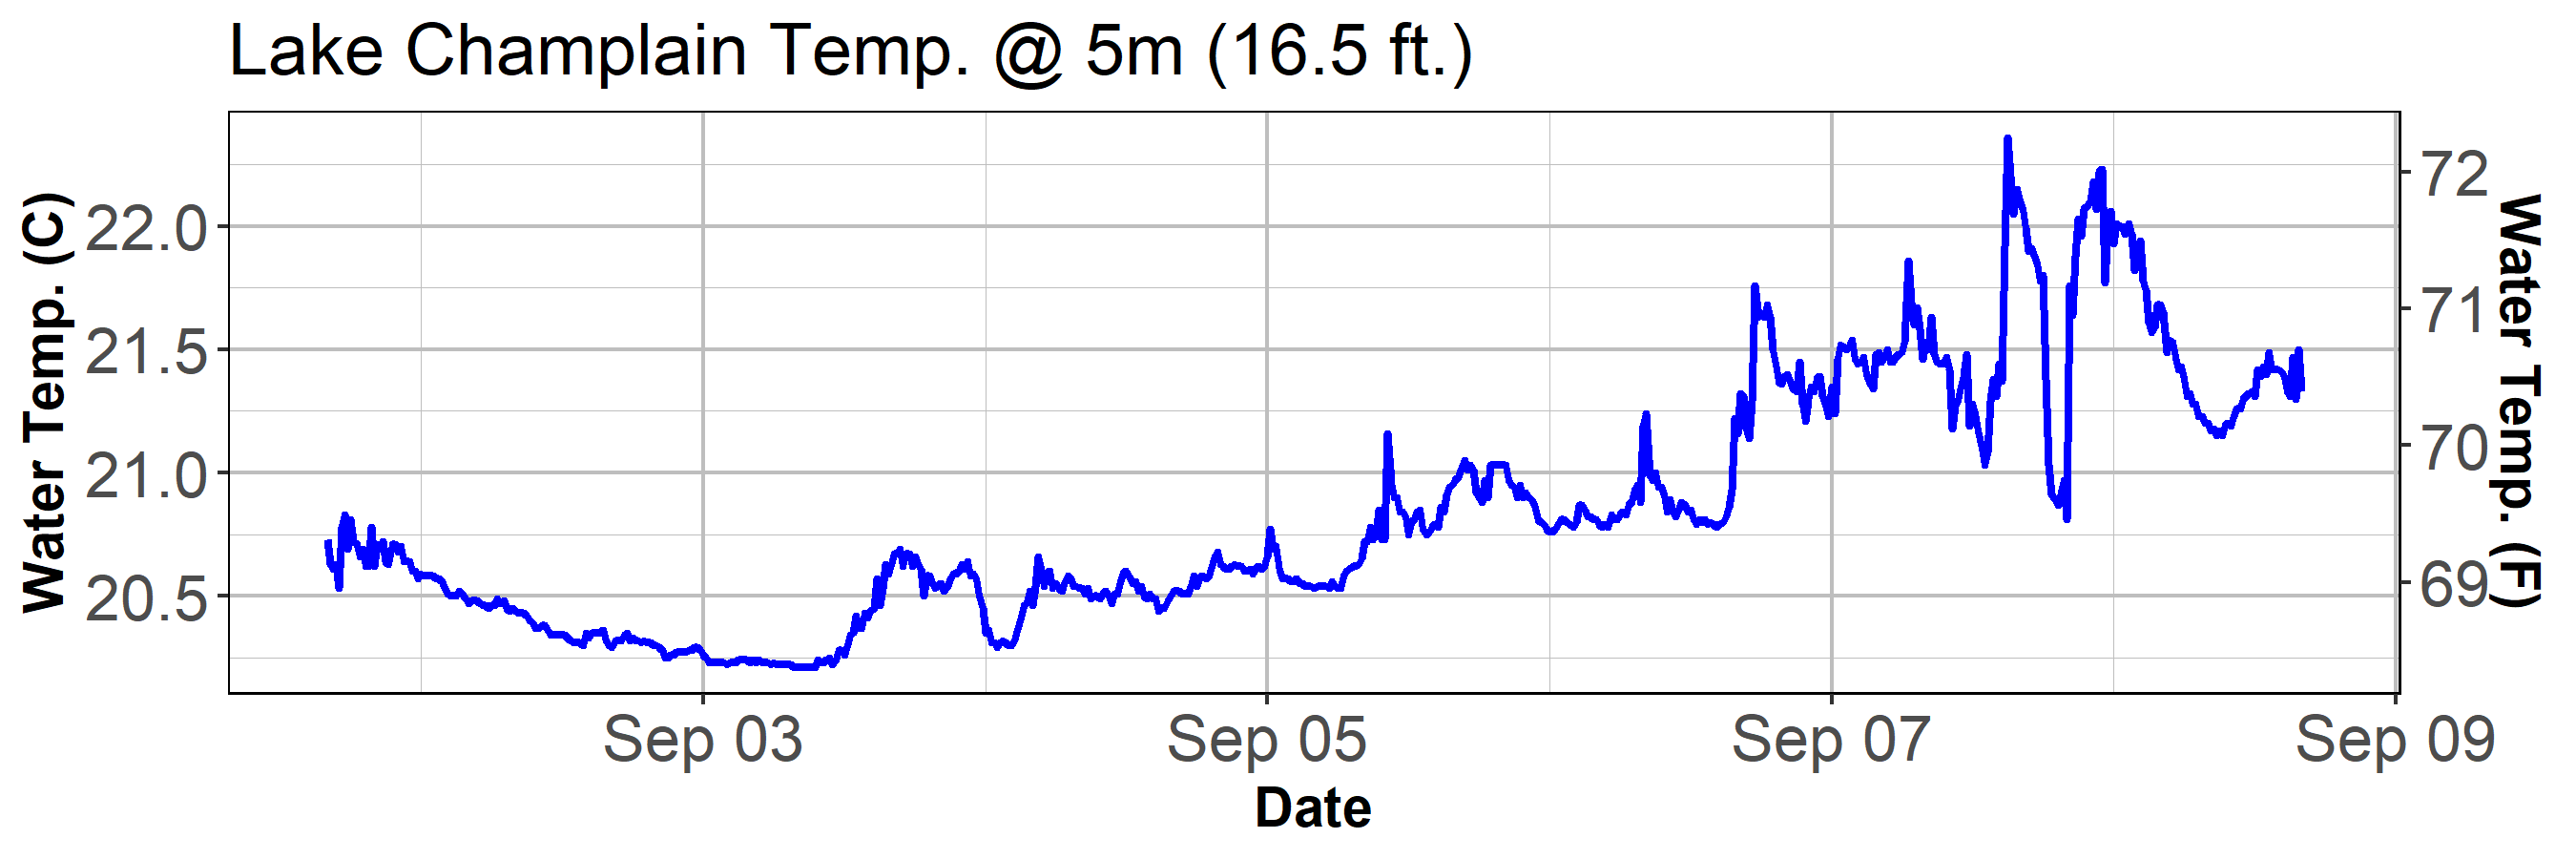 Lake Champlain Temp. @ 5m (16.5 ft.)
Water Temp. (C)
22.0
21.5
21.0
20.5
72
71
70
69
Water Temp. (F)
Sep 03
Sep 05
Sep 07
Sep 09
Date